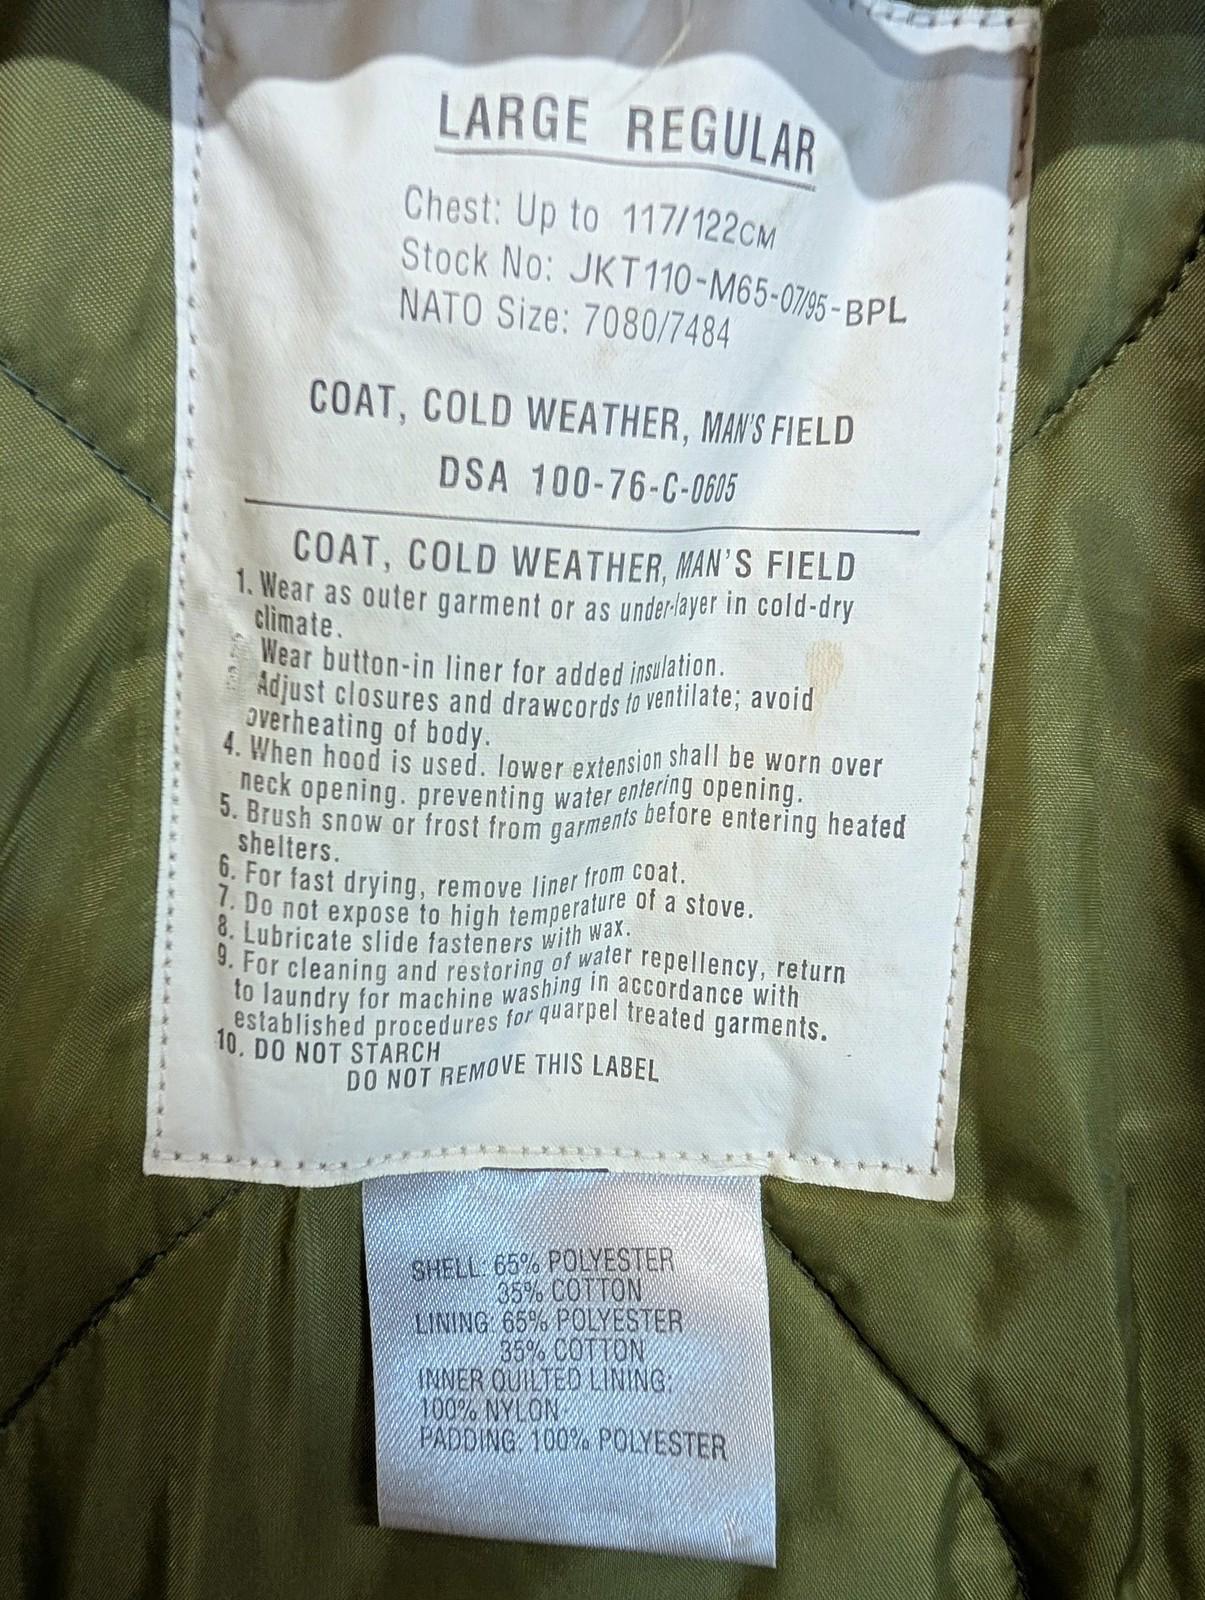 LARGE REGULAR
Chest: Up to 117/122CM
Stock No: JKT110-M65-07/95-BPL
NATO Size: 7080/7484
COAT, COLD WEATHER, MAN'S FIELD
DSA 100-76-C-0605
COAT, COLD WEATHER, MAN'S FIELD
1. Wear as outer garment or as under-layer in cold-dry
climate.
Wear button-in liner for added insulation.
Adjust closures and drawcords to ventilate; avoid
overheating of body.
4. When hood is used. lower extension shall be worn over
neck opening. preventing water entering opening.
5. Brush snow or frost from garments before entering heated
shelters.
6. For fast drying, remove liner from coat.
7. Do not expose to high temperature of a stove.
8. Lubricate slide fasteners with wax.
9. For cleaning and restoring of water repellency, return
to laundry for machine washing in accordance with
established procedures for quarpel treated garments.
10. DO NOT STARCH
DO NOT REMOVE THIS LABEL
SHELL: 65% POLYESTER
35% COTTON
LINING: 65% POLYESTER
35% COTTON
INNER QUILTED LINING:
100% NYLON
PADDING: 100% POLYESTER